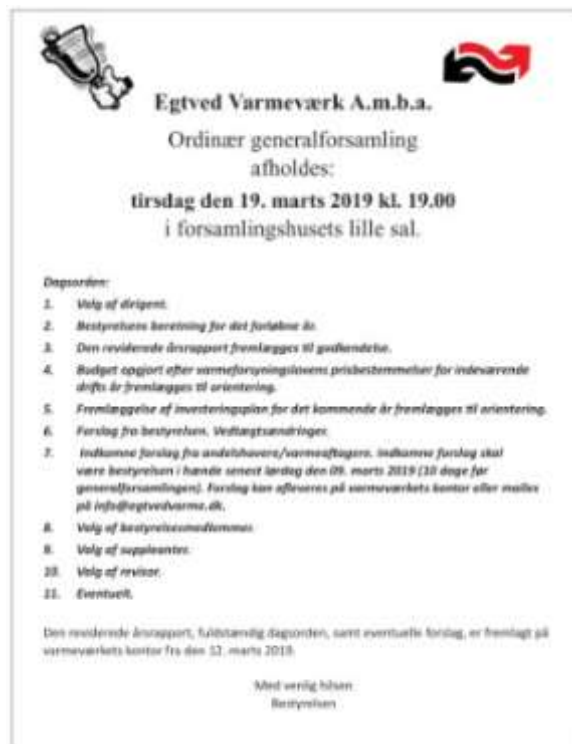 Egtved Varmeværk A.m.b.a.
Ordinær generalforsamling
afholdes:
tirsdag den 19. marts 2019 kl. 19.00
i forsamlingshusets lille sal.
Dagsorden:
1. Valg af dirigent.
2. Bestyrelsens beretning for det forløbne år.
3. Den reviderede årsrapport fremlægges til godkendelse.
4. Budget opgjort efter varmeforsyningslovens prisbestemmelser for indeværende
drifts år fremlægges til orientering.
5. Fremlæggelse af investeringsplan for det kommende år fremlægges til orientering.
6. Forslag fra bestyrelsen. Vedtægtsændringer.
7. Indkomne forslag fra andelshavere/varmeaftagere. Indkomne forslag skal
være bestyrelsen i hænde senest lørdag den 09. marts 2019 (10 dage før
generalforsamlingen). Forslag kan afleveres på varmeværkets kontor eller mailes
på info@egtvedvarme.dk.
8. Valg af bestyrelsesmedlemmer
9. Valg af suppleanter.
10. Valg af revisor.
11. Eventuelt.
Den reviderede årsrapport, fuldstændig dagsorden, samt eventuelle forslag, er fremlagt på
varmeværkets kontor fra den 12. marts 2019.
Med venlig hilsen
Bestyrelsen